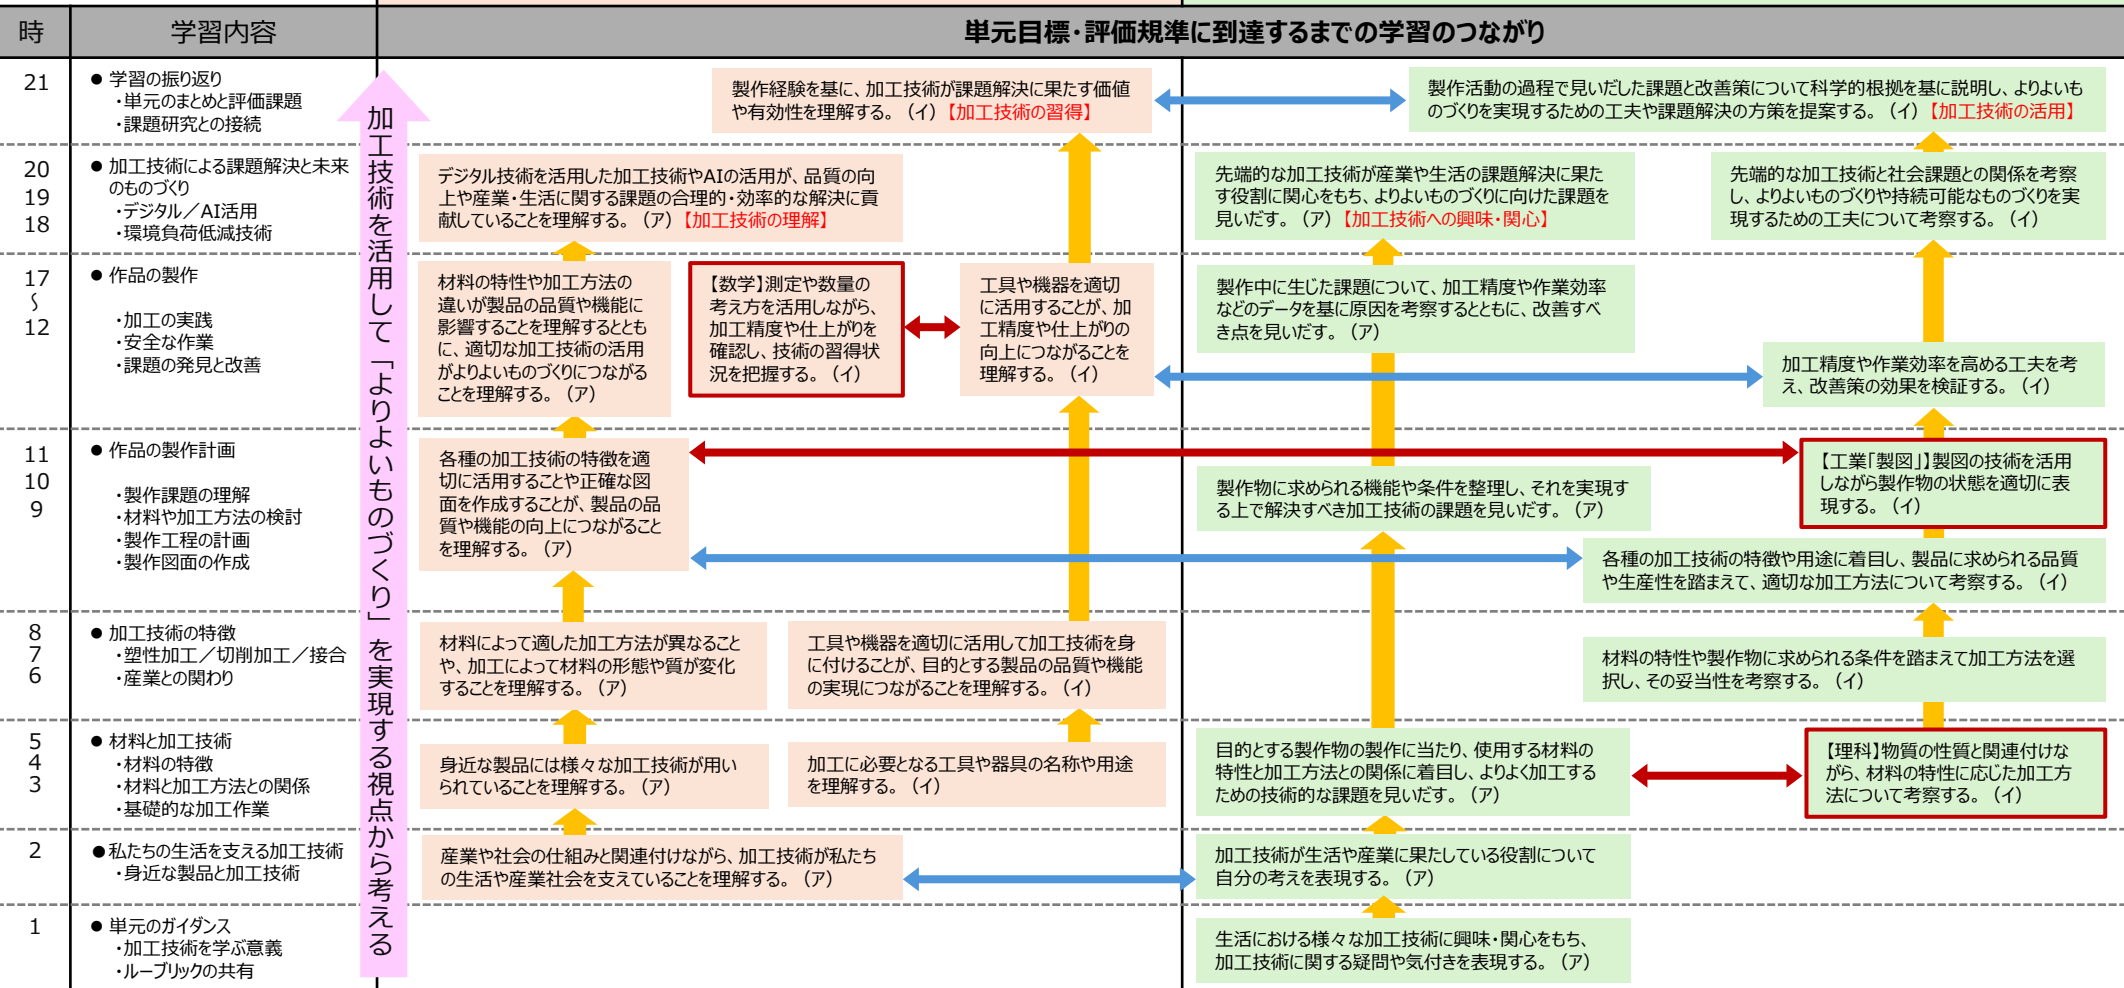 時
学習内容
単元目標・評価規準に到達するまでの学習のつながり
加工技術を活用して「よりよいものづくり」を実現する視点から考える
21
● 学習の振り返り
・単元のまとめと評価課題
・課題研究との接続
製作経験を基に、加工技術が課題解決に果たす価値
や有効性を理解する。（イ）【加工技術の習得】
製作活動の過程で見いだした課題と改善策について科学的根拠を基に説明し、よりよいも
のづくりを実現するための工夫や課題解決の方策を提案する。（イ）【加工技術の活用】
20
19
18
● 加工技術による課題解決と未来
のものづくり
・デジタル／AI活用
・環境負荷低減技術
デジタル技術を活用した加工技術やAIの活用が、品質の向
上や産業・生活に関する課題の合理的・効率的な解決に貢
献していることを理解する。（ア）【加工技術の理解】
先端的な加工技術が産業や生活の課題解決に果た
す役割に関心をもち、よりよいものづくりに向けた課題を
見いだす。（ア）【加工技術への興味・関心】
先端的な加工技術と社会課題との関係を考察
し、よりよいものづくりや持続可能なものづくりを実
現するための工夫について考察する。（イ）
17
〜
12
● 作品の製作
・加工の実践
・安全な作業
・課題の発見と改善
材料の特性や加工方法の
違いが製品の品質や機能に
影響することを理解するととも
に、適切な加工技術の活用
がよりよいものづくりにつながる
ことを理解する。（ア）
【数学】測定や数量の
考え方を活用しながら、
加工精度や仕上がりを
確認し、技術の習得状
況を把握する。（イ）
工具や機器を適切
に活用することが、加
工精度や仕上がりの
向上につながることを
理解する。（イ）
製作中に生じた課題について、加工精度や作業効率
などのデータを基に原因を考察するとともに、改善すべ
き点を見いだす。（ア）
加工精度や作業効率を高める工夫を考
え、改善策の効果を検証する。（イ）
11
10
9
● 作品の製作計画
・製作課題の理解
・材料や加工方法の検討
・製作工程の計画
・製作図面の作成
各種の加工技術の特徴を適
切に活用することや正確な図
面を作成することが、製品の品
質や機能の向上につながること
を理解する。（ア）
製作物に求められる機能や条件を整理し、それを実現す
る上で解決すべき加工技術の課題を見いだす。（ア）
【工業「製図」】製図の技術を活用
しながら製作物の状態を適切に表
現する。（イ）
各種の加工技術の特徴や用途に着目し、製品に求められる品質
や生産性を踏まえて、適切な加工方法について考察する。（イ）
8
7
6
● 加工技術の特徴
・塑性加工／切削加工／接合
・産業との関わり
材料によって適した加工方法が異なること
や、加工によって材料の形態や質が変化
することを理解する。（ア）
工具や機器を適切に活用して加工技術を身
に付けることが、目的とする製品の品質や機能
の実現につながることを理解する。（イ）
材料の特性や製作物に求められる条件を踏まえて加工方法を選
択し、その妥当性を考察する。（イ）
5
4
3
● 材料と加工技術
・材料の特徴
・材料と加工方法との関係
・基礎的な加工作業
身近な製品には様々な加工技術が用い
られていることを理解する。（ア）
加工に必要となる工具や器具の名称や用途
を理解する。（イ）
目的とする製作物の製作に当たり、使用する材料の
特性と加工方法との関係に着目し、よりよく加工する
ための技術的な課題を見いだす。（ア）
【理科】物質の性質と関連付けな
がら、材料の特性に応じた加工方
法について考察する。（イ）
2
●私たちの生活を支える加工技術
・身近な製品と加工技術
産業や社会の仕組みと関連付けながら、加工技術が私たち
の生活や産業社会を支えていることを理解する。（ア）
加工技術が生活や産業に果たしている役割について
自分の考えを表現する。（ア）
1
● 単元のガイダンス
・加工技術を学ぶ意義
・ルーブリックの共有
生活における様々な加工技術に興味・関心をもち、
加工技術に関する疑問や気付きを表現する。（ア）